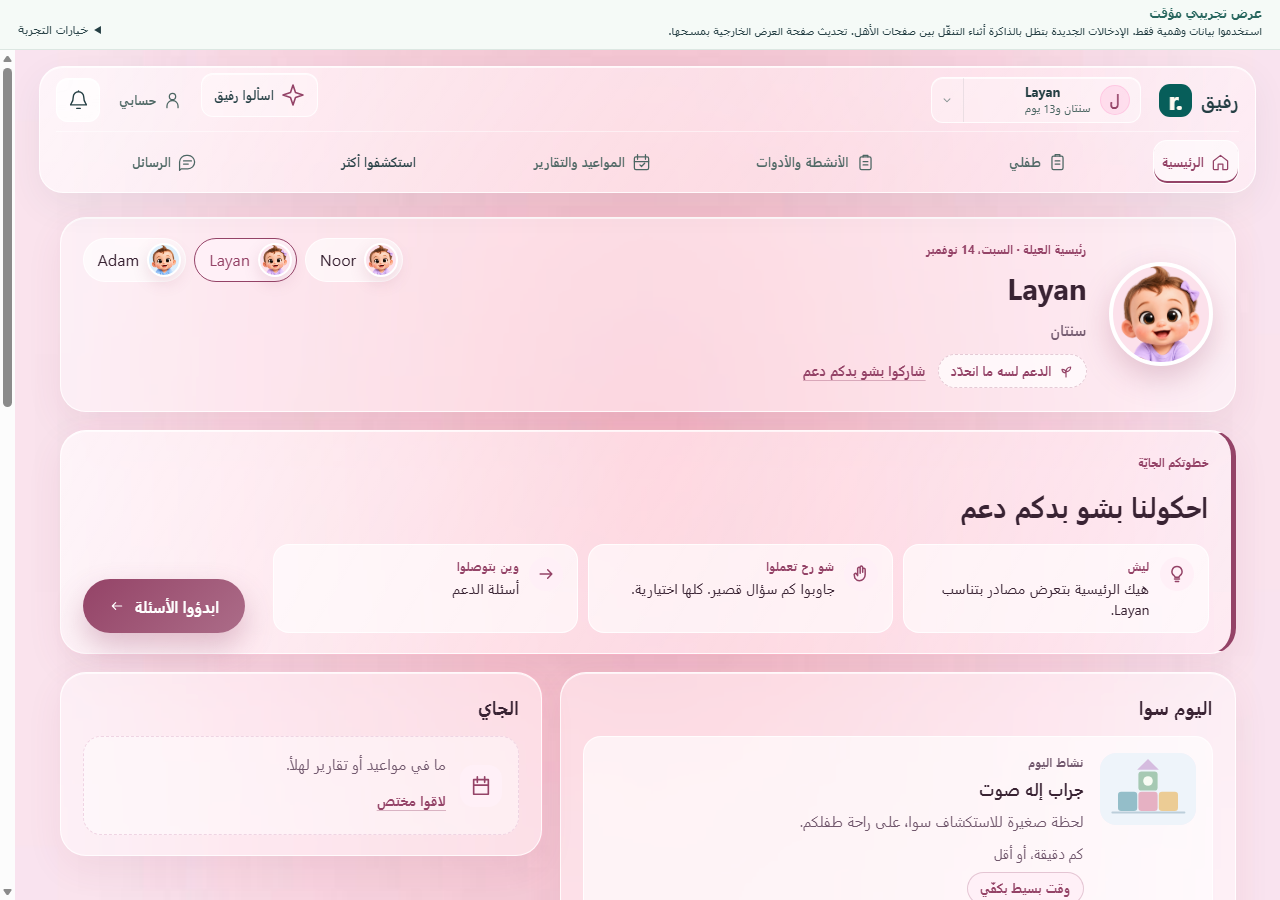 عرض تجريبي مؤقت
استخدموا بيانات وهمية فقط. الإدخالات الجديدة بتظل بالذاكرة أثناء التنقّل بين صفحات الأهل. تحديث صفحة العرض الخارجية بمسحها.
خيارات التجربة
رفيق
r.
ل
Layan
سنتان و13 يوم
اسألوا رفيق
حسابي
الرئيسية
طفلي
الأنشطة والأدوات
المواعيد والتقارير
استكشفوا أكثر
الرسائل
رئيسية العيلة · السبت، 14 نوفمبر
Layan
سنتان
الدعم لسه ما انحدّد
شاركوا بشو بدكم دعم
Noor
Layan
Adam
خطوتكم الجايّة
احكولنا بشو بدكم دعم
ليش
هيك الرئيسية بتعرض مصادر بتناسب
Layan.
شو رح تعملوا
جاوبوا كم سؤال قصير. كلها اختيارية.
وين بتوصلوا
أسئلة الدعم
ابدؤوا الأسئلة
اليوم سوا
نشاط اليوم
جراب إله صوت
لحظة صغيرة للاستكشاف سوا، على راحة طفلكم.
كم دقيقة، أو أقل
وقت بسيط بكفّي
الجاي
ما في مواعيد أو تقارير لهلأ.
لاقوا مختص